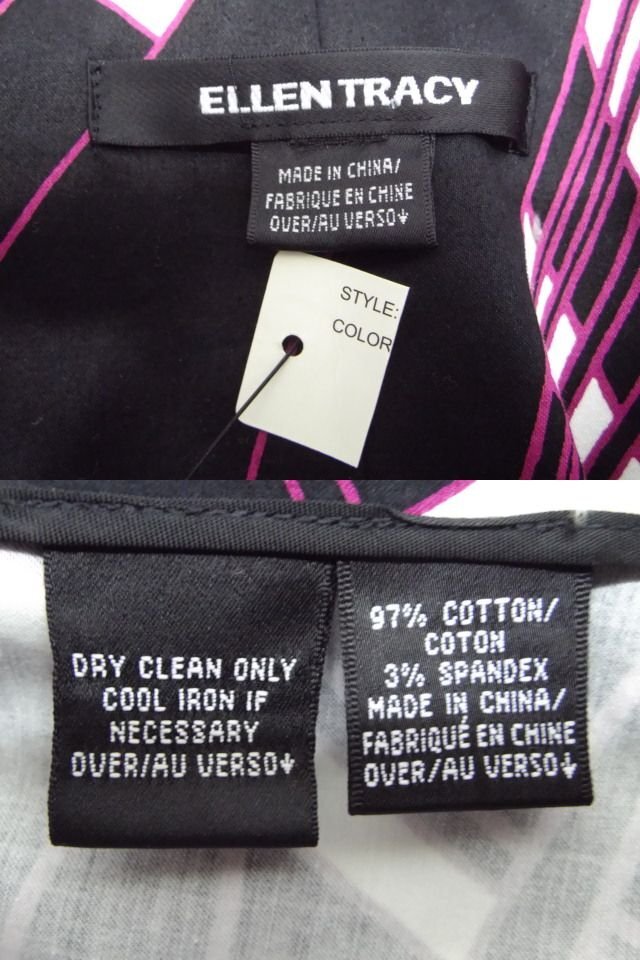 ELLEN TRACY
MADE IN CHINA/
FABRIQUE EN CHINE
OVER/AU VERSO↓
STYLE:
COLOR
DRY CLEAN ONLY
COOL IRON IF
NECESSARY
OVER/AU VERSO↓
97% COTTON/
COTON
3% SPANDEX
MADE IN CHINA/
FABRIQUÉ EN CHINE
OVER/AU VERSO↓